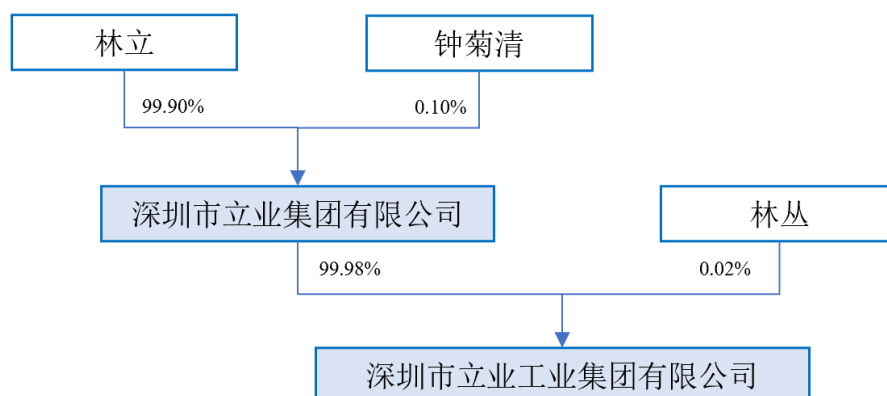 林立
钟菊清
99.90%
0.10%
深圳市立业集团有限公司
林丛
99.98%
0.02%
深圳市立业工业集团有限公司